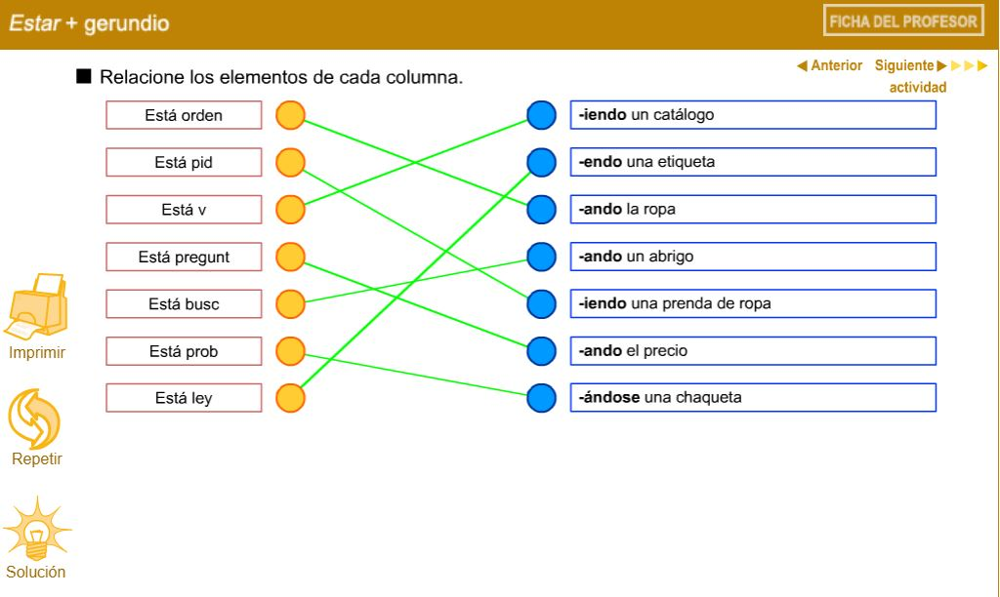 Estar + gerundio
FICHA DEL PROFESOR
Relacione los elementos de cada columna.
Anterior Siguiente
actividad
Está orden -iendo un catálogo
Está pid -endo una etiqueta
Está v -ando la ropa
Está pregunt -ando un abrigo
Está busc -iendo una prenda de ropa
Está prob -ando el precio
Está ley -ándose una chaqueta
Imprimir
Repetir
Solución